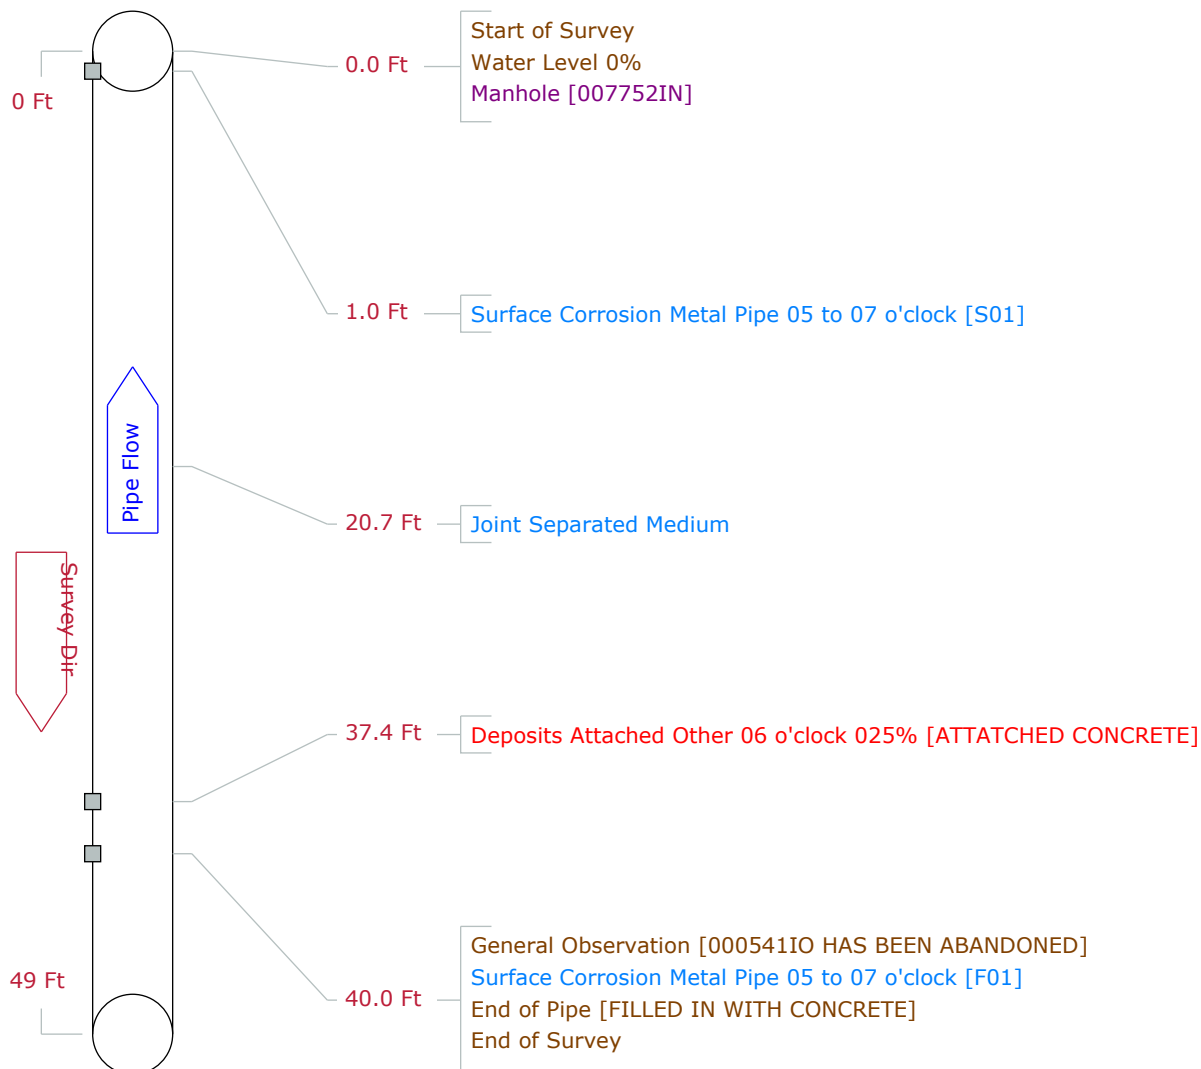 Start of Survey
0.0 Ft
Water Level 0%
Manhole [007752IN]
0 Ft
1.0 Ft
Surface Corrosion Metal Pipe 05 to 07 o'clock [S01]
Pipe Flow
20.7 Ft
Joint Separated Medium
Survey Dir
37.4 Ft
Deposits Attached Other 06 o'clock 025% [ATTATCHED CONCRETE]
49 Ft
40.0 Ft
General Observation [000541IO HAS BEEN ABANDONED]
Surface Corrosion Metal Pipe 05 to 07 o'clock [F01]
End of Pipe [FILLED IN WITH CONCRETE]
End of Survey